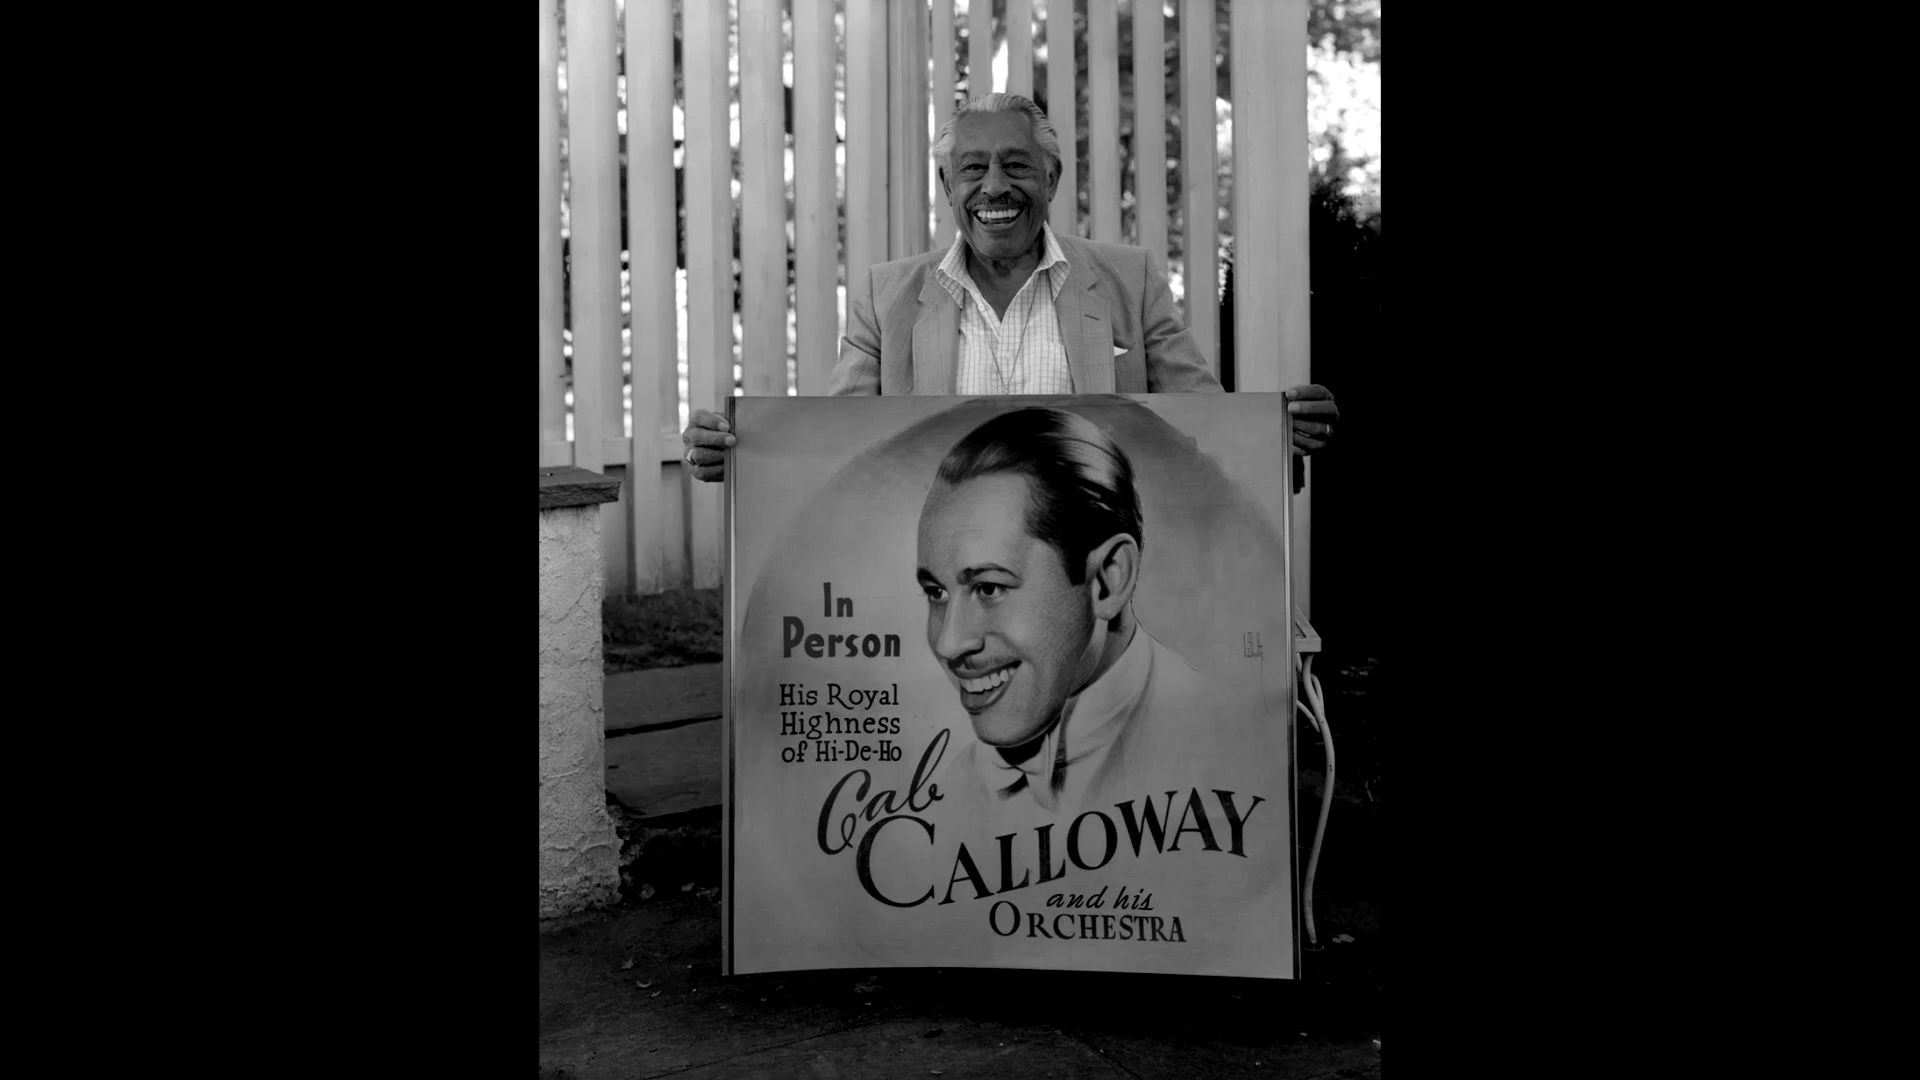 In
Person
His Royal
Highness
of Hi-De-Ho
Cab
CALLOWAY
and his
ORCHESTRA